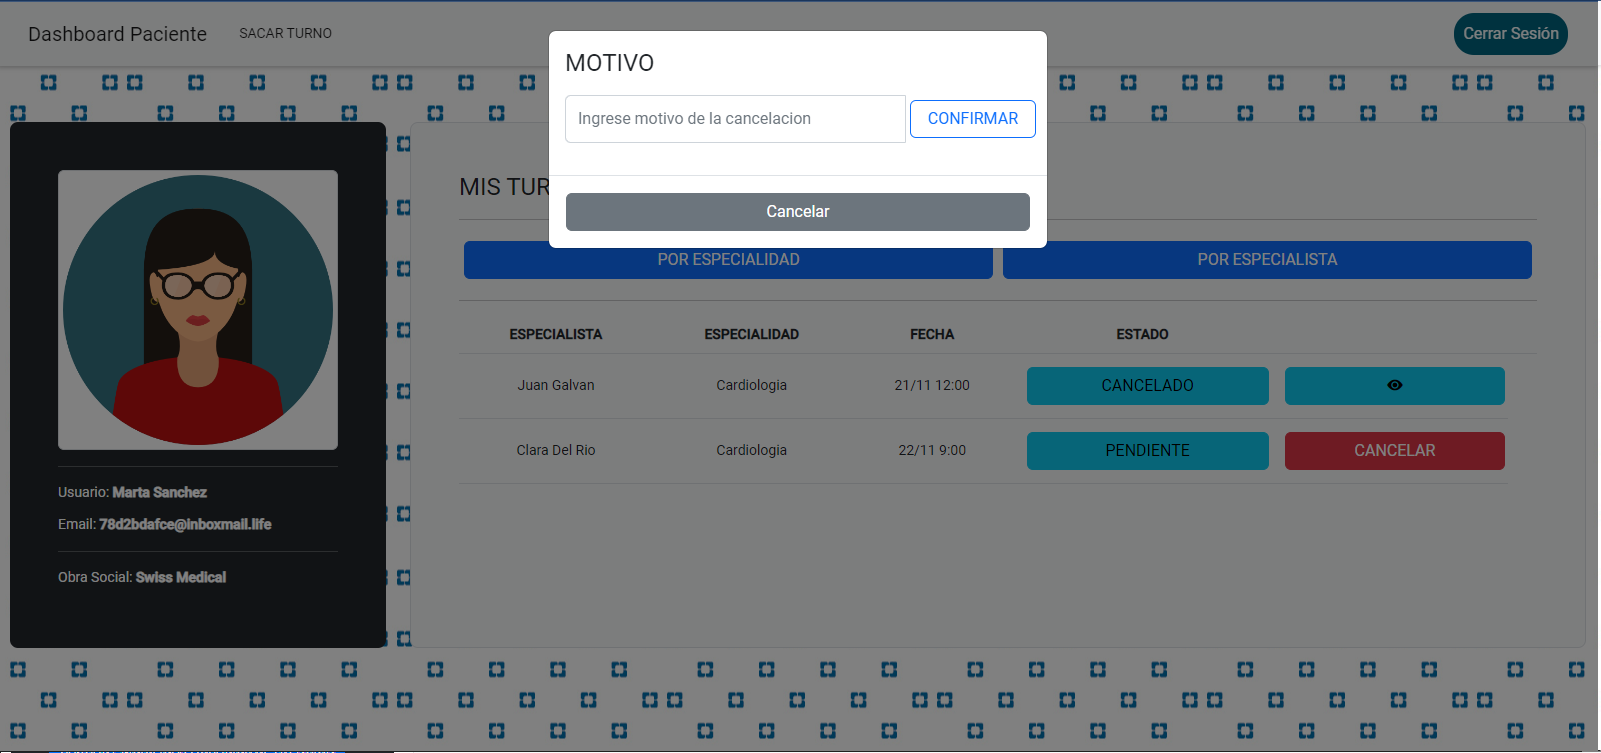 Dashboard Paciente
SACAR TURNO
Cerrar Sesión
MOTIVO
Ingrese motivo de la cancelacion
CONFIRMAR
Cancelar
MIS TUR
POR ESPECIALIDAD
POR ESPECIALISTA
ESPECIALISTA ESPECIALIDAD FECHA ESTADO
Juan Galvan Cardiologia 21/11 12:00 CANCELADO
Clara Del Rio Cardiologia 22/11 9:00 PENDIENTE CANCELAR
Usuario: Marta Sanchez
Email: 78d2bdafce@inboxmail.life
Obra Social: Swiss Medical